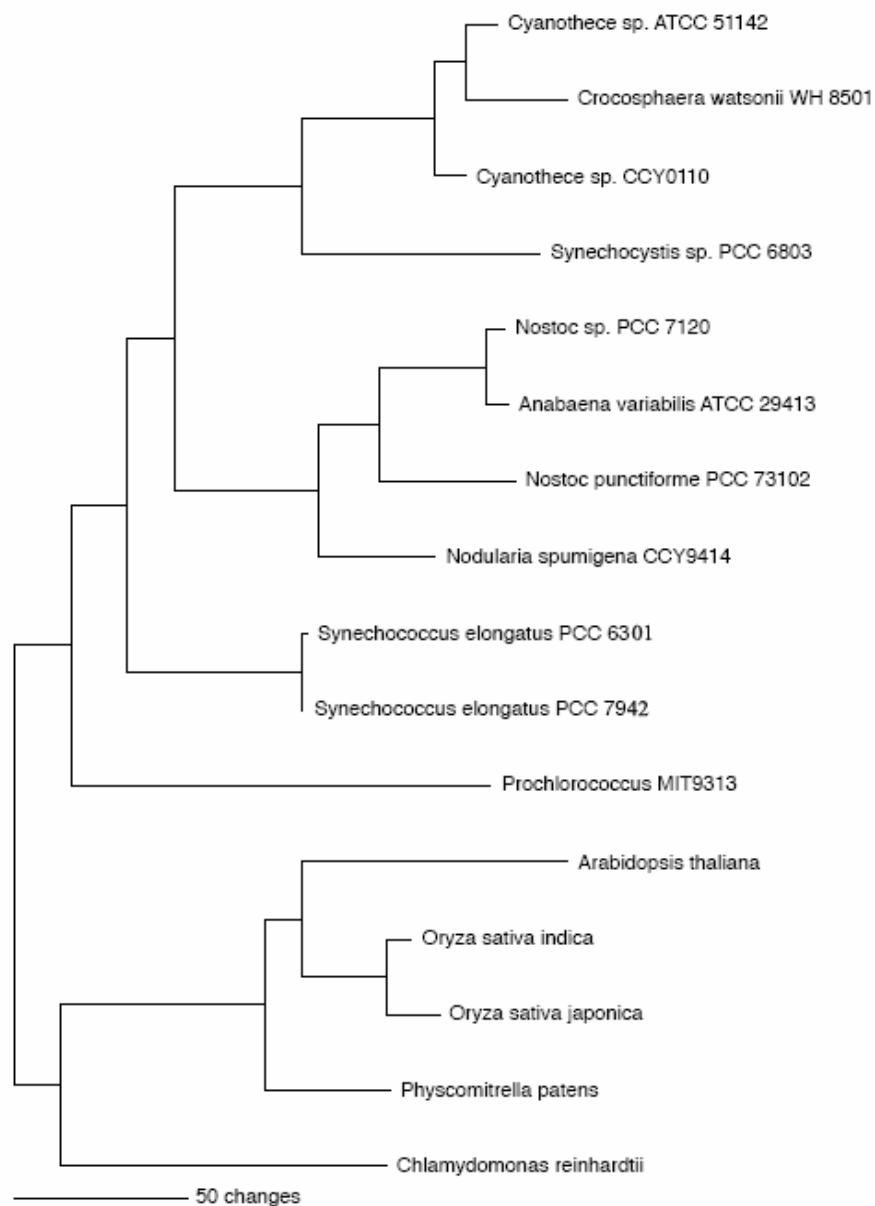 Cyanothece sp. ATCC 51142
Crocosphaera watsonii WH 8501
Cyanothece sp. CCY0110
Synechocystis sp. PCC 6803
Nostoc sp. PCC 7120
Anabaena variabilis ATCC 29413
Nostoc punctiforme PCC 73102
Nodularia spumigena CCY9414
Synechococcus elongatus PCC 6301
Synechococcus elongatus PCC 7942
Prochlorococcus MIT9313
Arabidopsis thaliana
Oryza sativa indica
Oryza sativa japonica
Physcomitrella patens
Chlamydomonas reinhardtii
50 changes